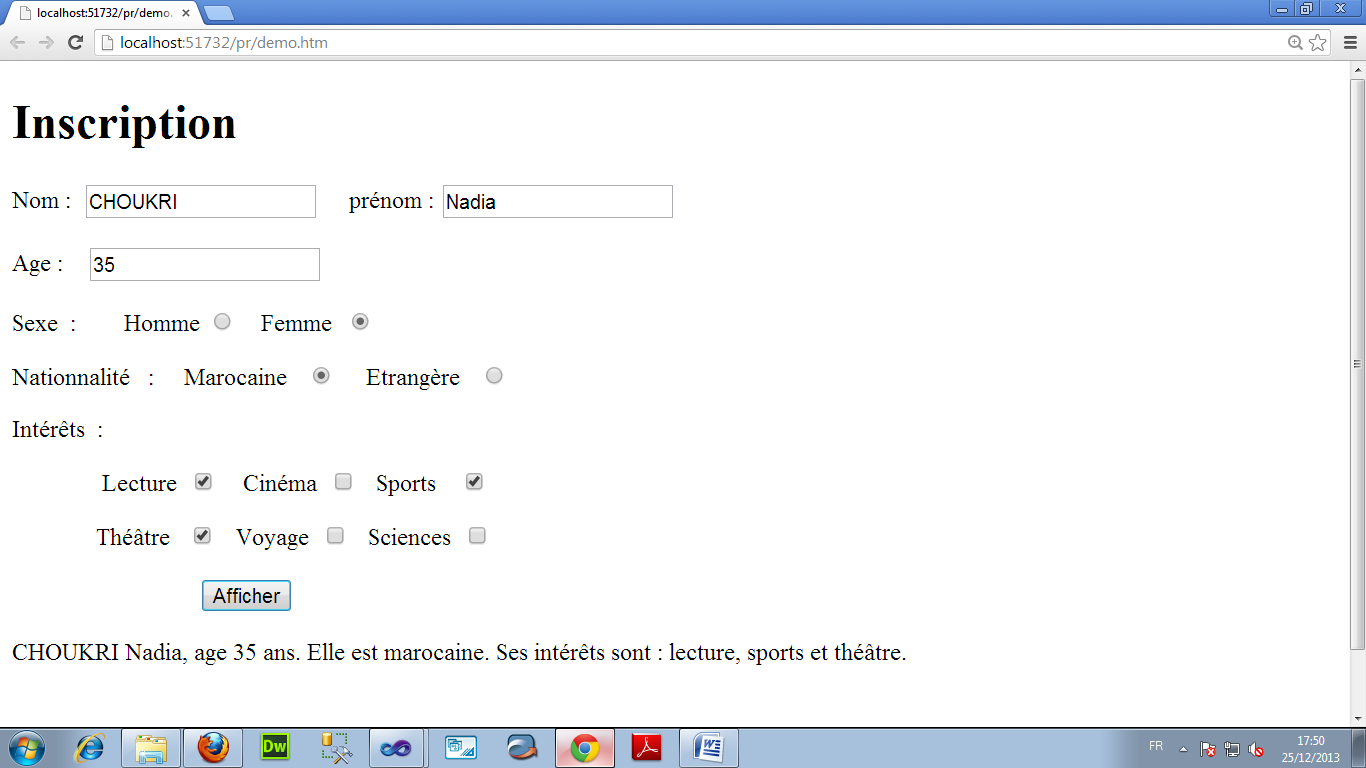 localhost:51732/pr/demo.
localhost:51732/pr/demo.htm
Inscription
Nom : CHOUKRI prénom : Nadia
Age : 35
Sexe : Homme Femme
Nationnalité : Marocaine Etrangère
Intérêts :
Lecture Cinéma Sports
Théâtre Voyage Sciences
Afficher
CHOUKRI Nadia, age 35 ans. Elle est marocaine. Ses intérêts sont : lecture, sports et théâtre.
Dw
FR 17:50
25/12/2013